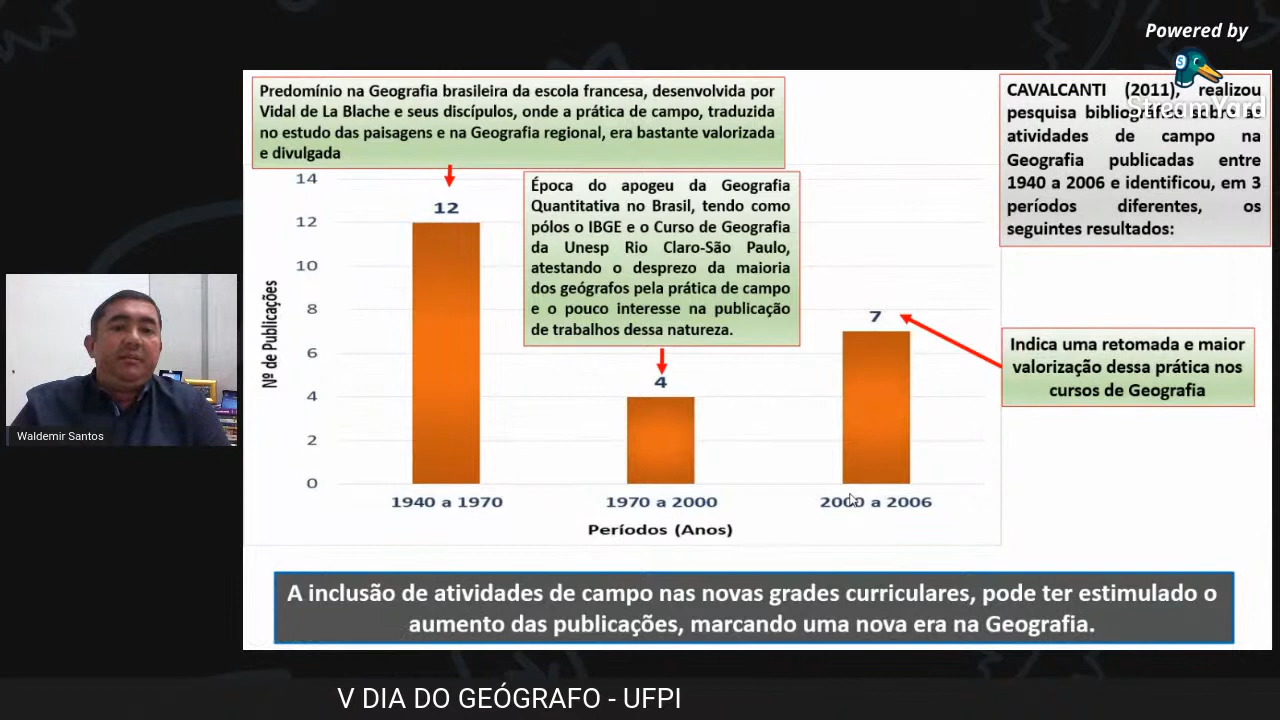 Powered by
StreamYard
Predomínio na Geografia brasileira da escola francesa, desenvolvida por
Vidal de La Blache e seus discípulos, onde a prática de campo, traduzida
no estudo das paisagens e na Geografia regional, era bastante valorizada
e divulgada
CAVALCANTI (2011), realizou
pesquisa bibliográfica sobre as
atividades de campo na
Geografia publicadas entre
1940 a 2006 e identificou, em 3
períodos diferentes, os
seguintes resultados:
Época do apogeu da Geografia
Quantitativa no Brasil, tendo como
pólos o IBGE e o Curso de Geografia
da Unesp Rio Claro-São Paulo,
atestando o desprezo da maioria
dos geógrafos pela prática de campo
e o pouco interesse na publicação
de trabalhos dessa natureza.
Indica uma retomada e maior
valorização dessa prática nos
cursos de Geografia
Nº de Publicações
14
12
10
8
6
4
2
0
12
4
7
1940 a 1970
1970 a 2000
2000 a 2006
Períodos (Anos)
Waldemir Santos
A inclusão de atividades de campo nas novas grades curriculares, pode ter estimulado o
aumento das publicações, marcando uma nova era na Geografia.
V DIA DO GEÓGRAFO - UFPI